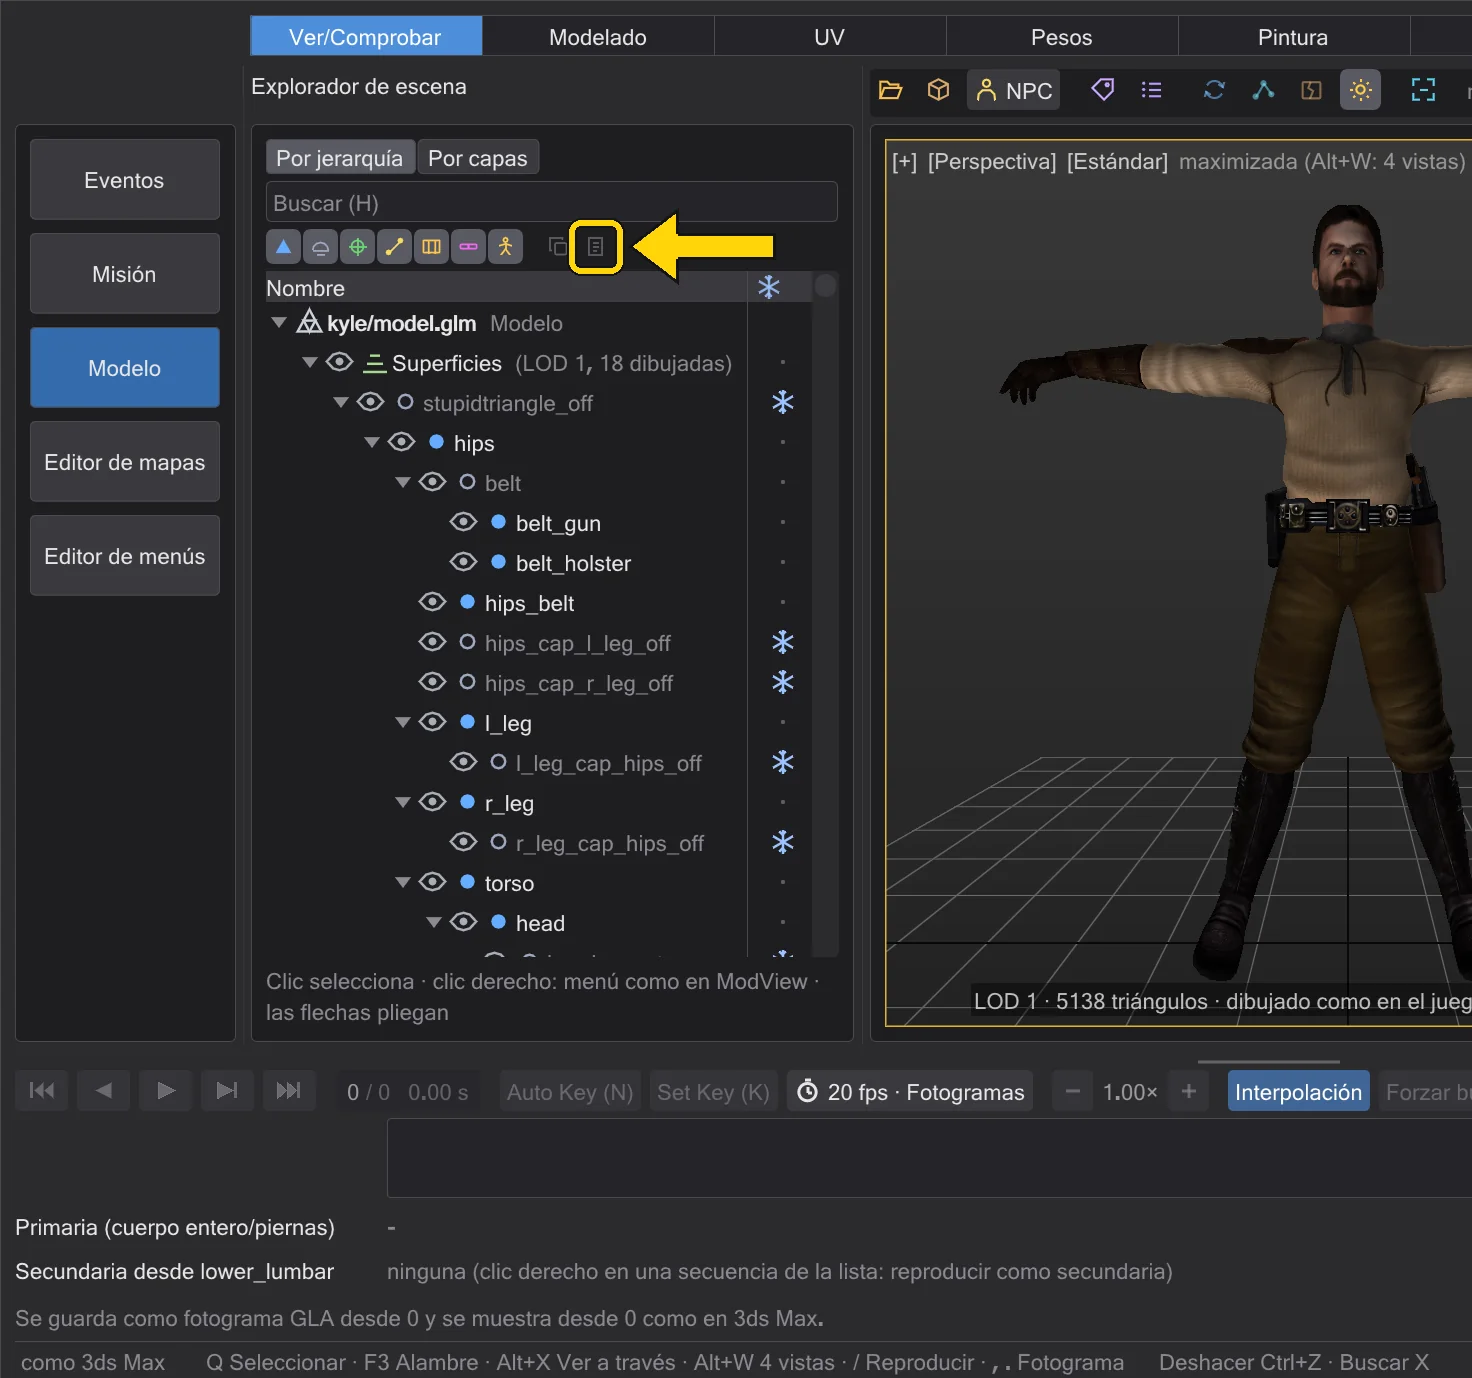 Ver/Comprobar
Modelado
UV
Pesos
Pintura
Explorador de escena
NPC
Eventos
Misión
Modelo
Editor de mapas
Editor de menús
Por jerarquía
Por capas
Buscar (H)
Nombre
kyle/model.glm Modelo
Superficies (LOD 1, 18 dibujadas)
stupidtriangle_off
hips
belt
belt_gun
belt_holster
hips_belt
hips_cap_l_leg_off
hips_cap_r_leg_off
l_leg
l_leg_cap_hips_off
r_leg
r_leg_cap_hips_off
torso
head
Clic selecciona · clic derecho: menú como en ModView ·
las flechas pliegan
[+] [Perspectiva] [Estándar] maximizada (Alt+W: 4 vistas)
LOD 1 · 5138 triángulos · dibujado como en el jueg
0 / 0 0.00 s
Auto Key (N)
Set Key (K)
20 fps · Fotogramas
− 1.00× +
Interpolación
Forzar
Primaria (cuerpo entero/piernas) -
Secundaria desde lower_lumbar ninguna (clic derecho en una secuencia de la lista: reproducir como secundaria)
Se guarda como fotograma GLA desde 0 y se muestra desde 0 como en 3ds Max.
como 3ds Max Q Seleccionar · F3 Alambre · Alt+X Ver a través · Alt+W 4 vistas · / Reproducir · , . Fotograma Deshacer Ctrl+Z · Buscar X